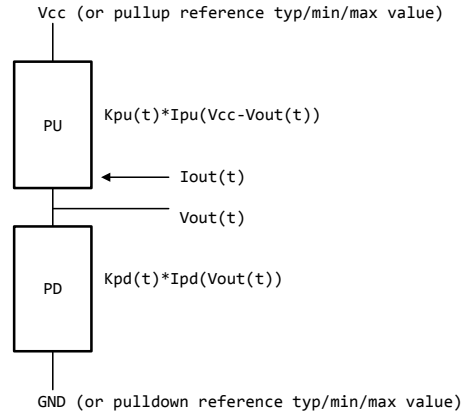 Vcc (or pullup reference typ/min/max value)
PU
Kpu(t)*Ipu(Vcc-Vout(t))
Iout(t)
Vout(t)
PD
Kpd(t)*Ipd(Vout(t))
GND (or pulldown reference typ/min/max value)